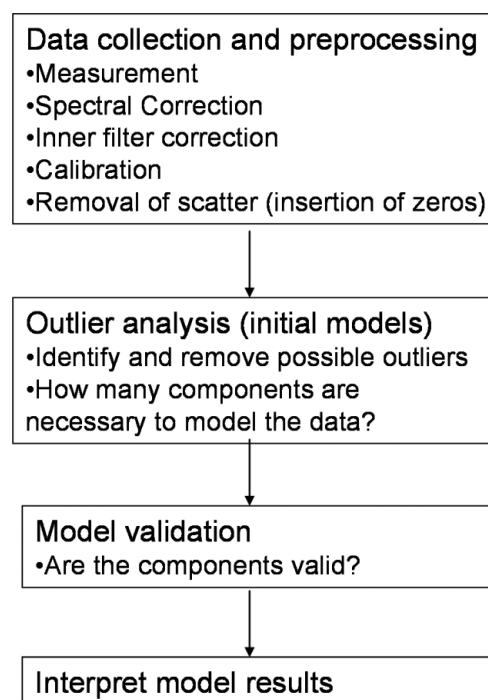 Data collection and preprocessing
•Measurement
•Spectral Correction
•Inner filter correction
•Calibration
•Removal of scatter (insertion of zeros)
Outlier analysis (initial models)
•Identify and remove possible outliers
•How many components are
necessary to model the data?
Model validation
•Are the components valid?
Interpret model results